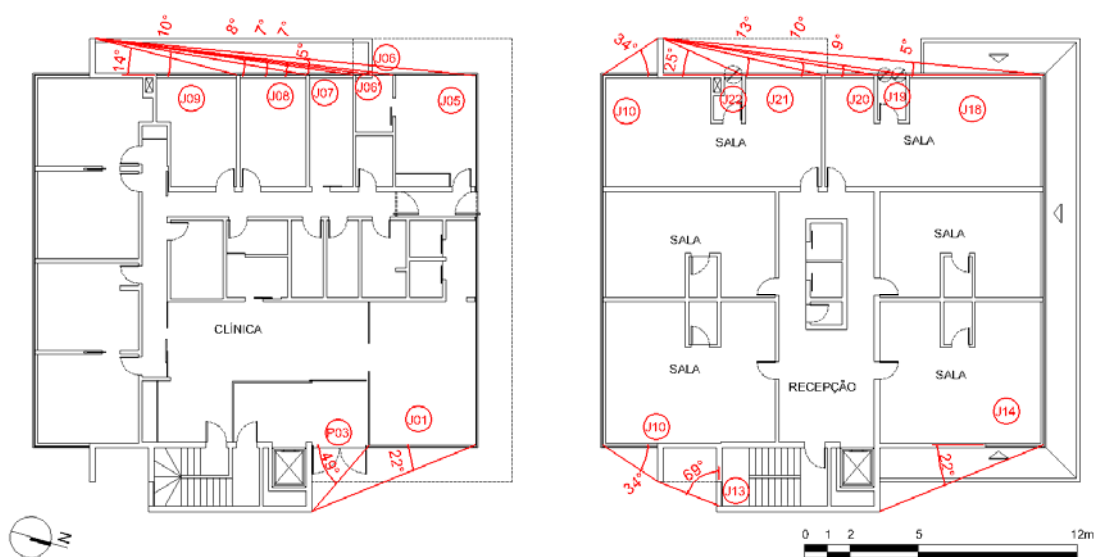 10°
8°
7°
7°
14°
5°
J06
J09
J08
J07
J06
J05
CLÍNICA
J01
P03
49°
22°
N
34°
25°
13°
10°
9°
5°
J10
J22
J21
J20
J19
J18
SALA
SALA
SALA
SALA
SALA
SALA
RECEPÇÃO
J10
J14
34°
69°
J13
22°
0 1 2 5 12m